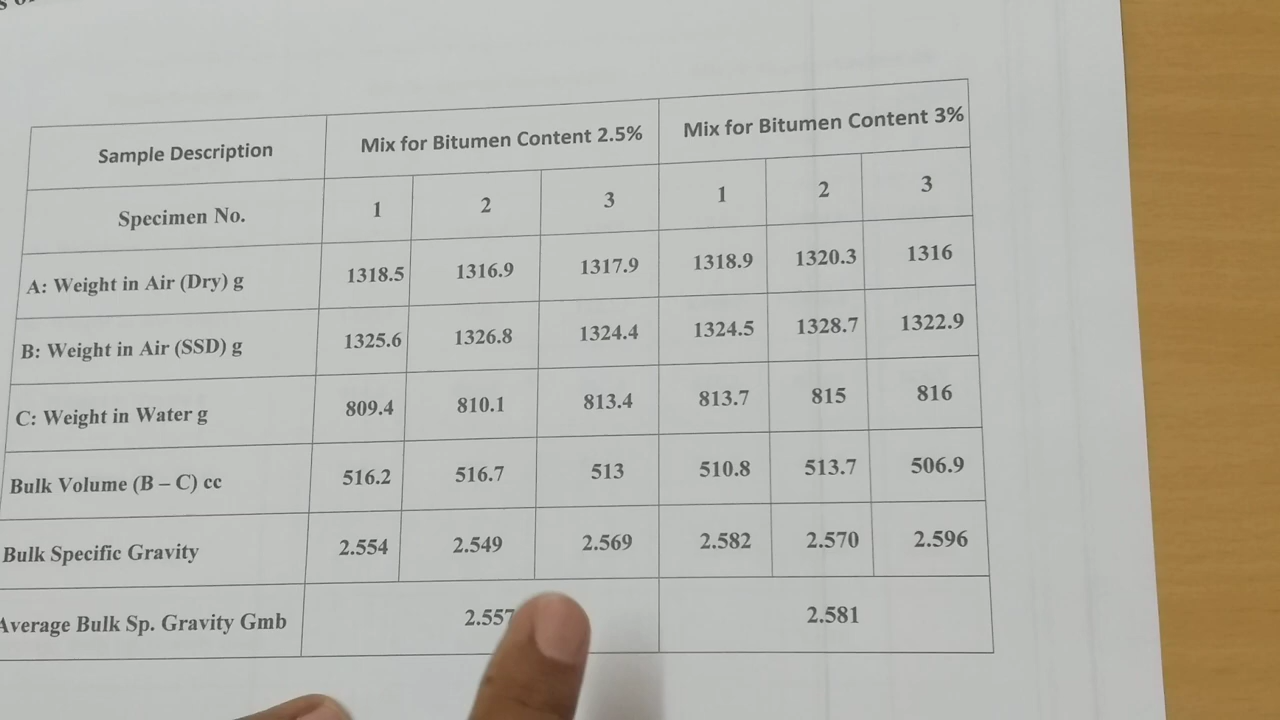 Sample Description Mix for Bitumen Content 2.5% Mix for Bitumen Content 3%
Specimen No. 1 2 3 1 2 3
A: Weight in Air (Dry) g 1318.5 1316.9 1317.9 1318.9 1320.3 1316
B: Weight in Air (SSD) g 1325.6 1326.8 1324.4 1324.5 1328.7 1322.9
C: Weight in Water g 809.4 810.1 813.4 813.7 815 816
Bulk Volume (B – C) cc 516.2 516.7 513 510.8 513.7 506.9
Bulk Specific Gravity 2.554 2.549 2.569 2.582 2.570 2.596
Average Bulk Sp. Gravity Gmb 2.557 2.581